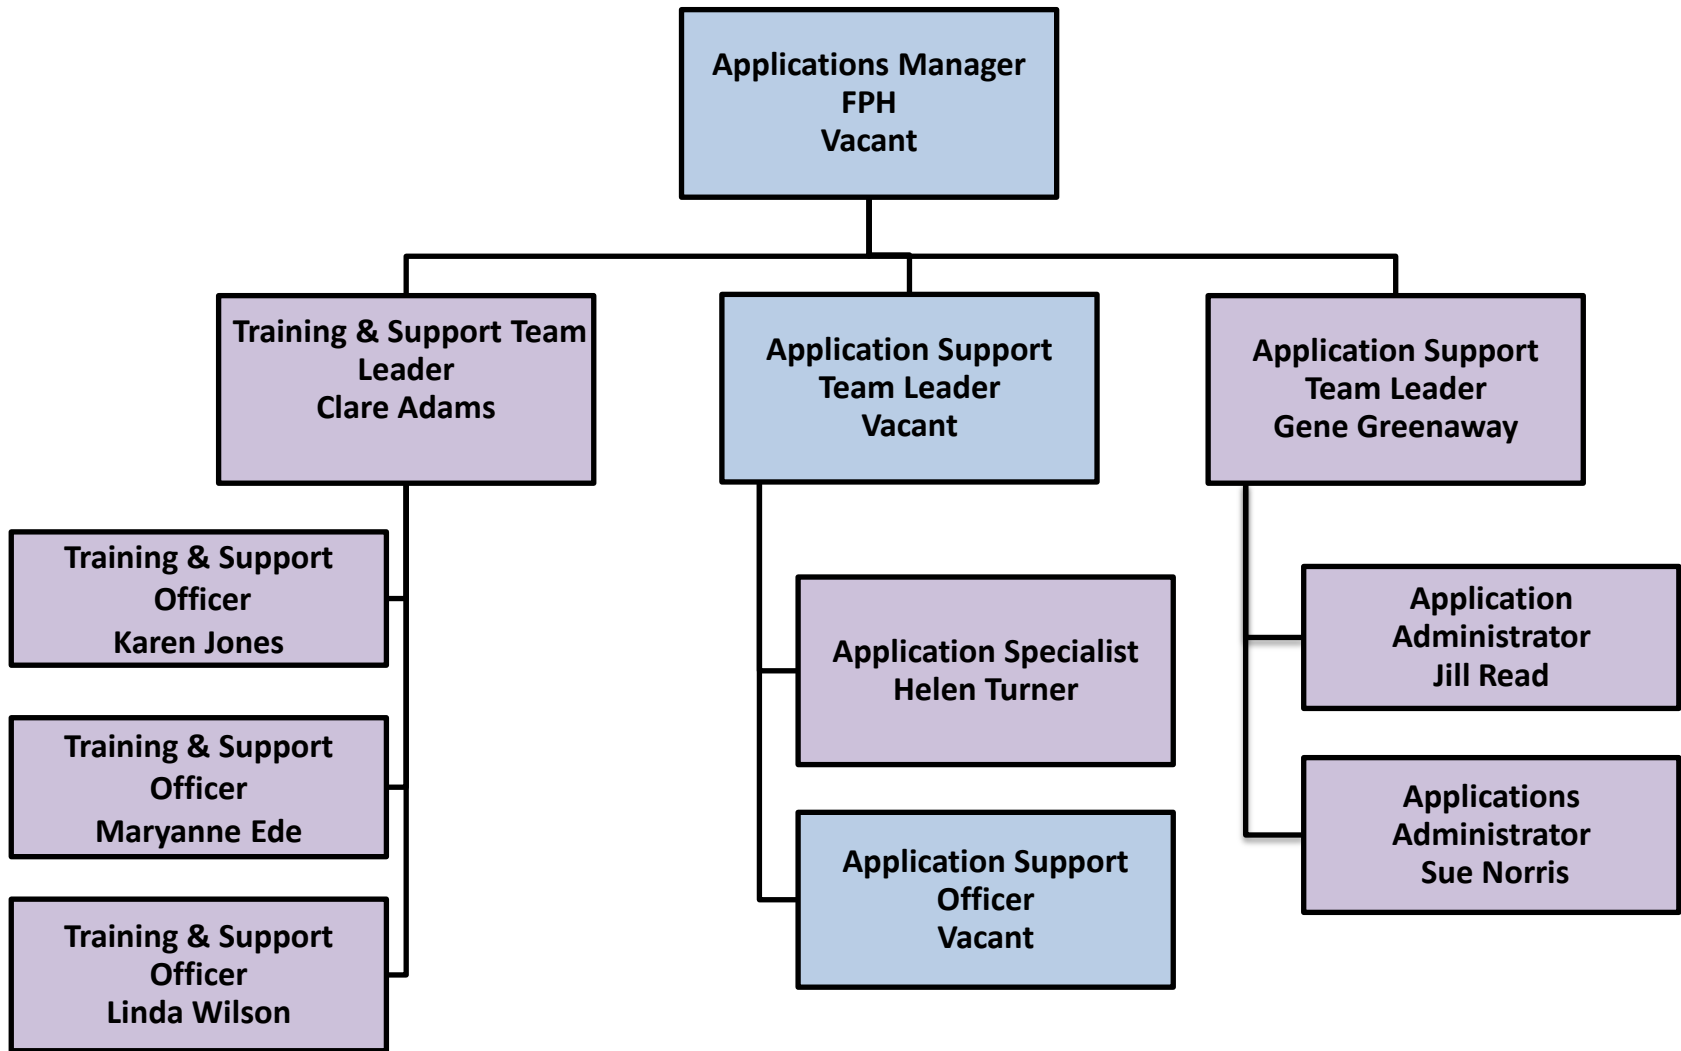 Applications Manager
FPH
Vacant
Training & Support Team
Leader
Clare Adams
Application Support
Team Leader
Vacant
Application Support
Team Leader
Gene Greenaway
Training & Support
Officer
Karen Jones
Training & Support
Officer
Maryanne Ede
Training & Support
Officer
Linda Wilson
Application Specialist
Helen Turner
Application Support
Officer
Vacant
Application
Administrator
Jill Read
Applications
Administrator
Sue Norris